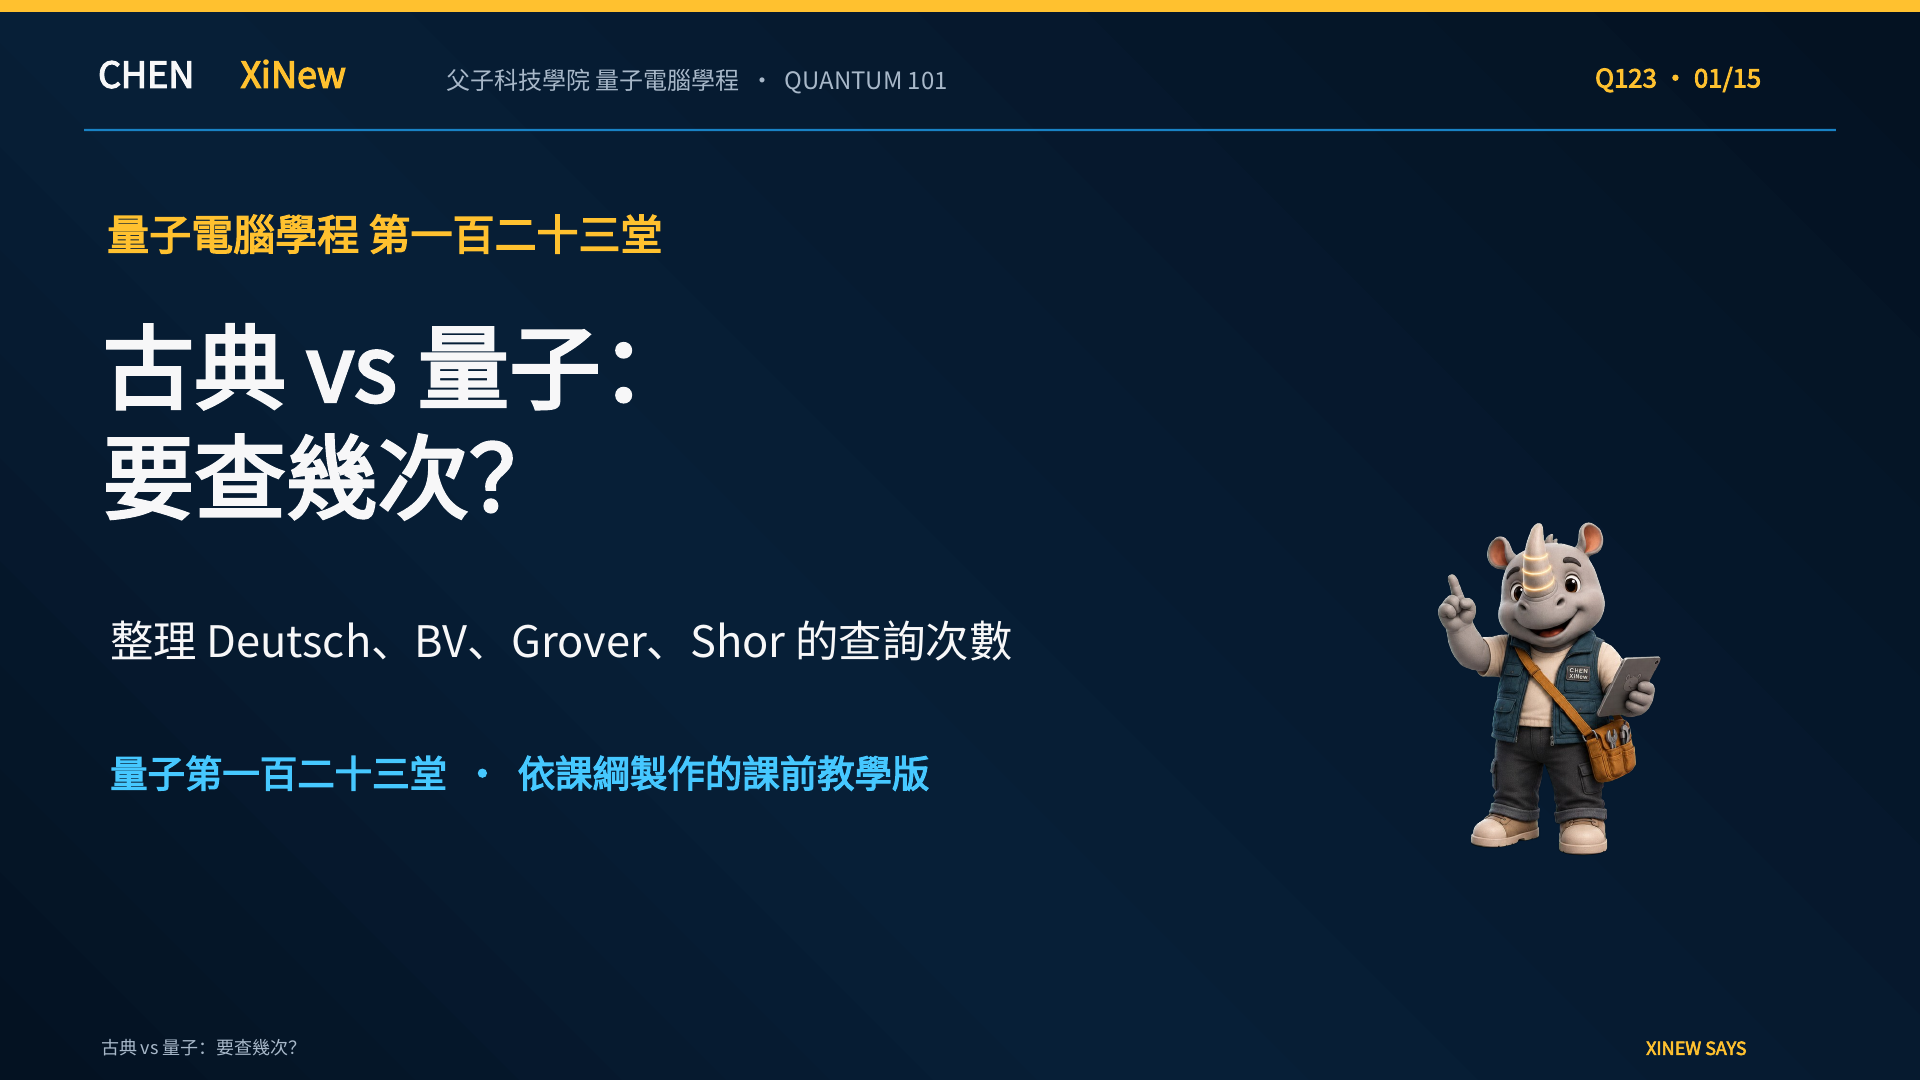 CHEN XiNew 父子科技學院 量子電腦學程 • QUANTUM 101 Q123 • 01/15
量子電腦學程 第一百二十三堂
古典 vs 量子：
要查幾次？
整理 Deutsch、BV、Grover、Shor 的查詢次數
量子第一百二十三堂 • 依課綱製作的課前教學版
CHEN
XiNew
古典 vs 量子：要查幾次？ XINEW SAYS